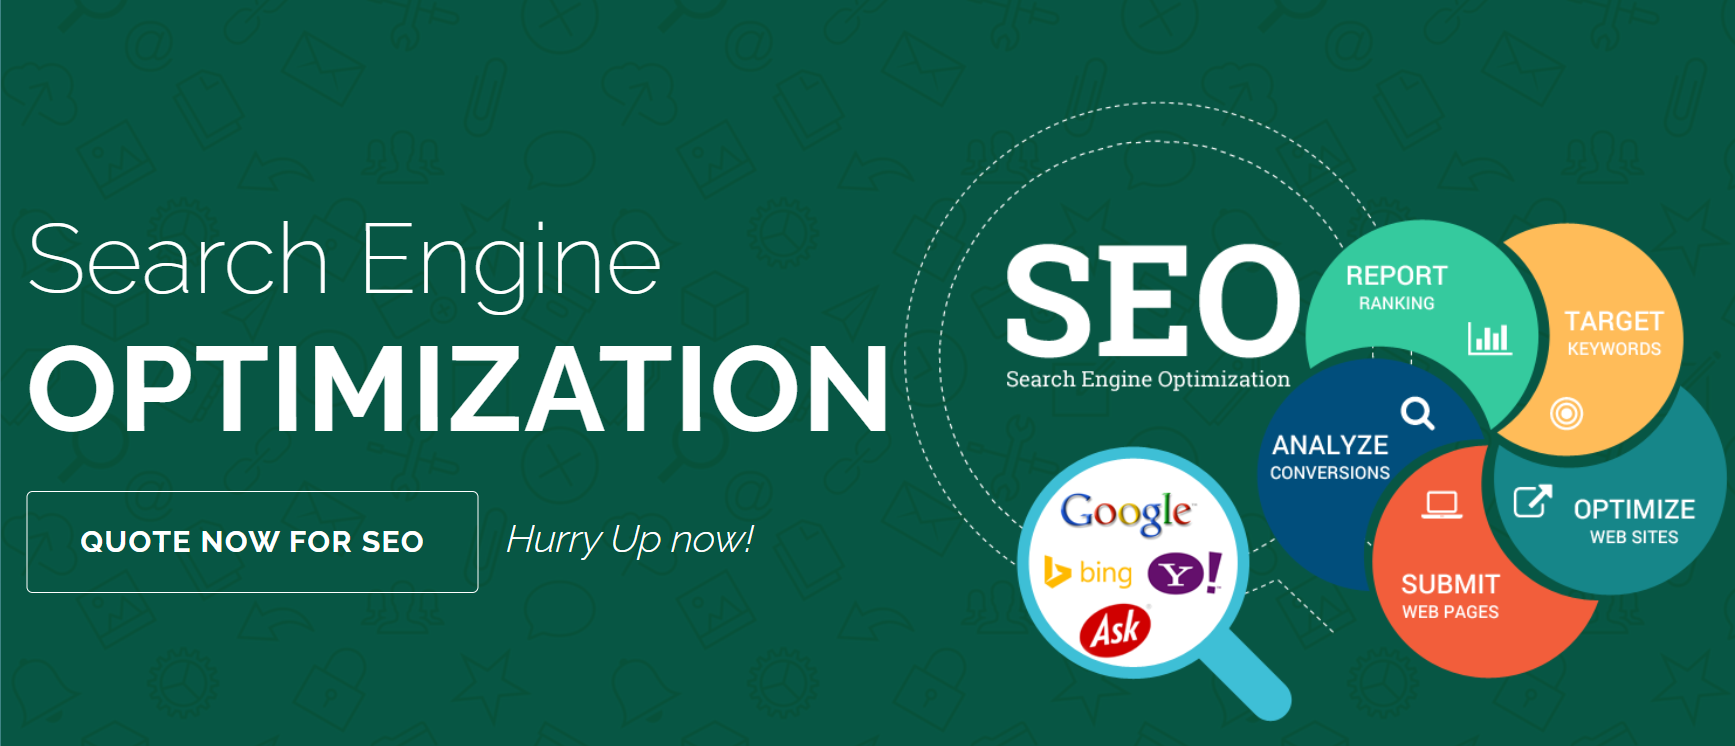 Search Engine
OPTIMIZATION
QUOTE NOW FOR SEO
Hurry Up now!
SEO
Search Engine Optimization
REPORT
RANKING
TARGET
KEYWORDS
ANALYZE
CONVERSIONS
OPTIMIZE
WEB SITES
SUBMIT
WEB PAGES
Google™
bing
Y!
Ask®